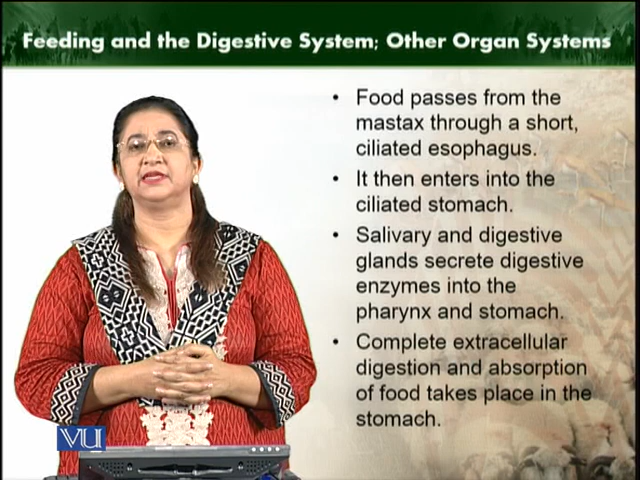 Feeding and the Digestive System; Other Organ Systems
• Food passes from the
mastax through a short,
ciliated esophagus.
• It then enters into the
ciliated stomach.
• Salivary and digestive
glands secrete digestive
enzymes into the
pharynx and stomach.
• Complete extracellular
digestion and absorption
of food takes place in the
stomach.
VU